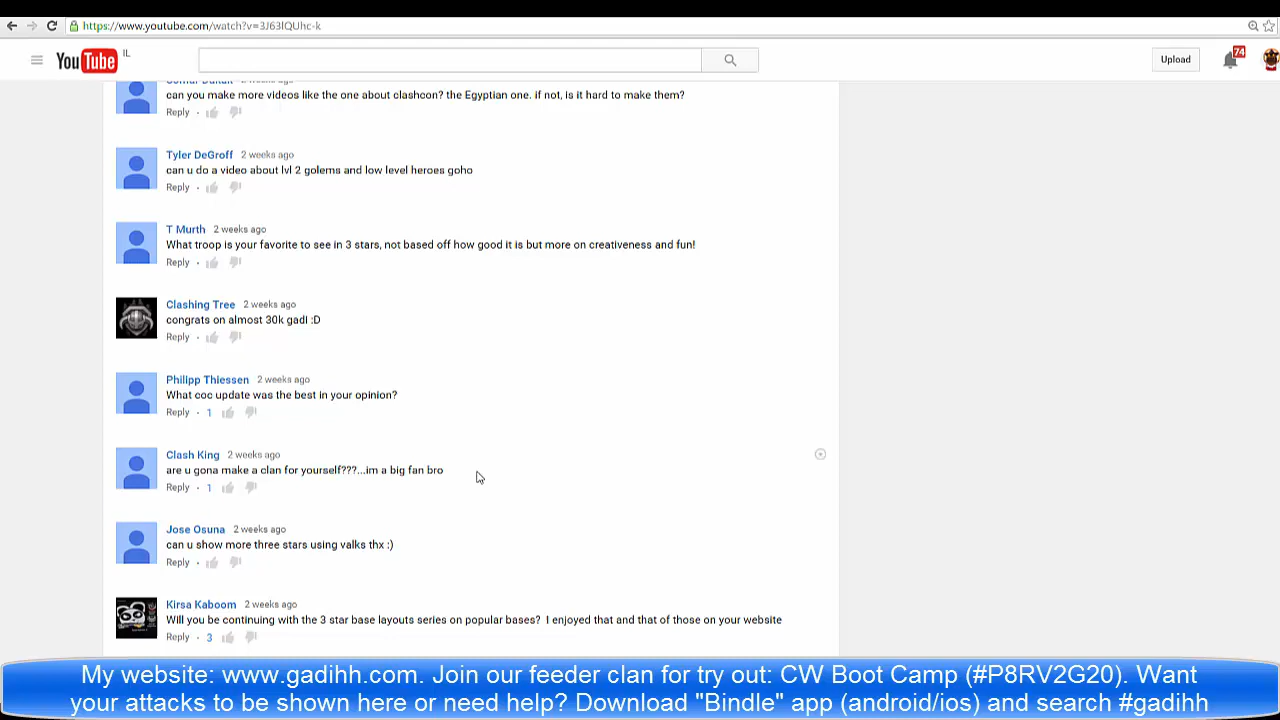 https://www.youtube.com/watch?v=3J63lQUhc-k
YouTube IL
Upload
74
2 weeks ago
can you make more videos like the one about clashcon? the Egyptian one. if not, is it hard to make them?
Reply ·
Tyler DeGroff 2 weeks ago
can u do a video about lvl 2 golems and low level heroes goho
Reply ·
T Murth 2 weeks ago
What troop is your favorite to see in 3 stars, not based off how good it is but more on creativeness and fun!
Reply ·
Clashing Tree 2 weeks ago
congrats on almost 30k gadi :D
Reply ·
Philipp Thiessen 2 weeks ago
What coc update was the best in your opinion?
Reply · 1
Clash King 2 weeks ago
are u gona make a clan for yourself???...im a big fan bro
Reply · 1
Jose Osuna 2 weeks ago
can u show more three stars using valks thx :)
Reply ·
Kirsa Kaboom 2 weeks ago
Will you be continuing with the 3 star base layouts series on popular bases? I enjoyed that and that of those on your website
Reply · 3
My website: www.gadihh.com. Join our feeder clan for try out: CW Boot Camp (#P8RV2G20). Want
your attacks to be shown here or need help? Download "Bindle" app (android/ios) and search #gadihh